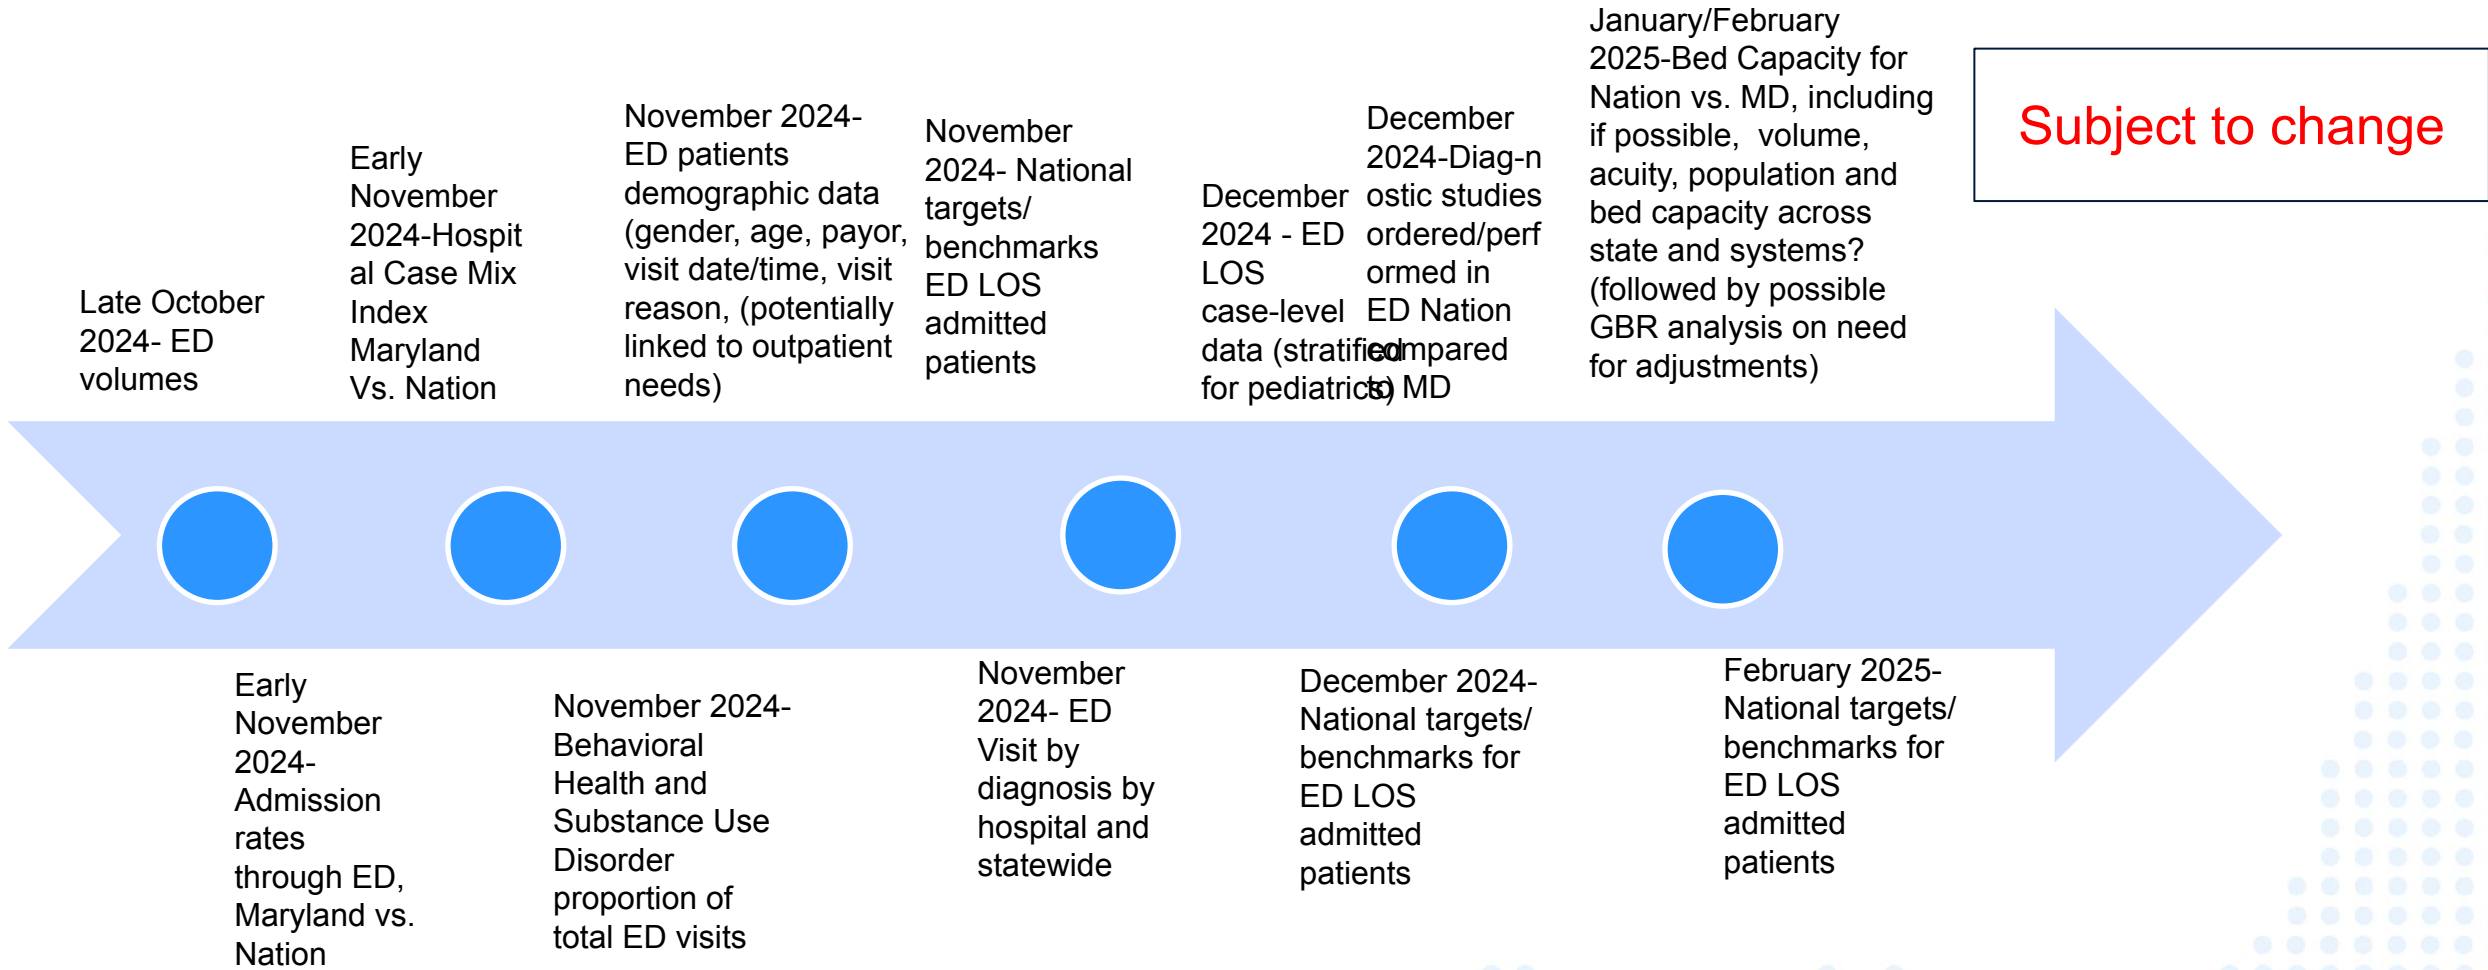 Late October
2024- ED
volumes
Early
November
2024-Hospit
al Case Mix
Index
Maryland
Vs. Nation
November 2024-
ED patients
demographic data
(gender, age, payor,
visit date/time, visit
reason, (potentially
linked to outpatient
needs)
November
2024- National
targets/
benchmarks
ED LOS
admitted
patients
December
2024 - ED
LOS
case-level
data (stratified
for pediatrics)
December
2024-Diag-n
ostic studies
ordered/perf
ormed in
ED Nation
compared
to MD
January/February
2025-Bed Capacity for
Nation vs. MD, including
if possible,  volume,
acuity, population and
bed capacity across
state and systems?
(followed by possible
GBR analysis on need
for adjustments)
Subject to change
Early
November
2024-
Admission
rates
through ED,
Maryland vs.
Nation
November 2024-
Behavioral
Health and
Substance Use
Disorder
proportion of
total ED visits
November
2024- ED
Visit by
diagnosis by
hospital and
statewide
December 2024-
National targets/
benchmarks for
ED LOS
admitted
patients
February 2025-
National targets/
benchmarks for
ED LOS
admitted
patients